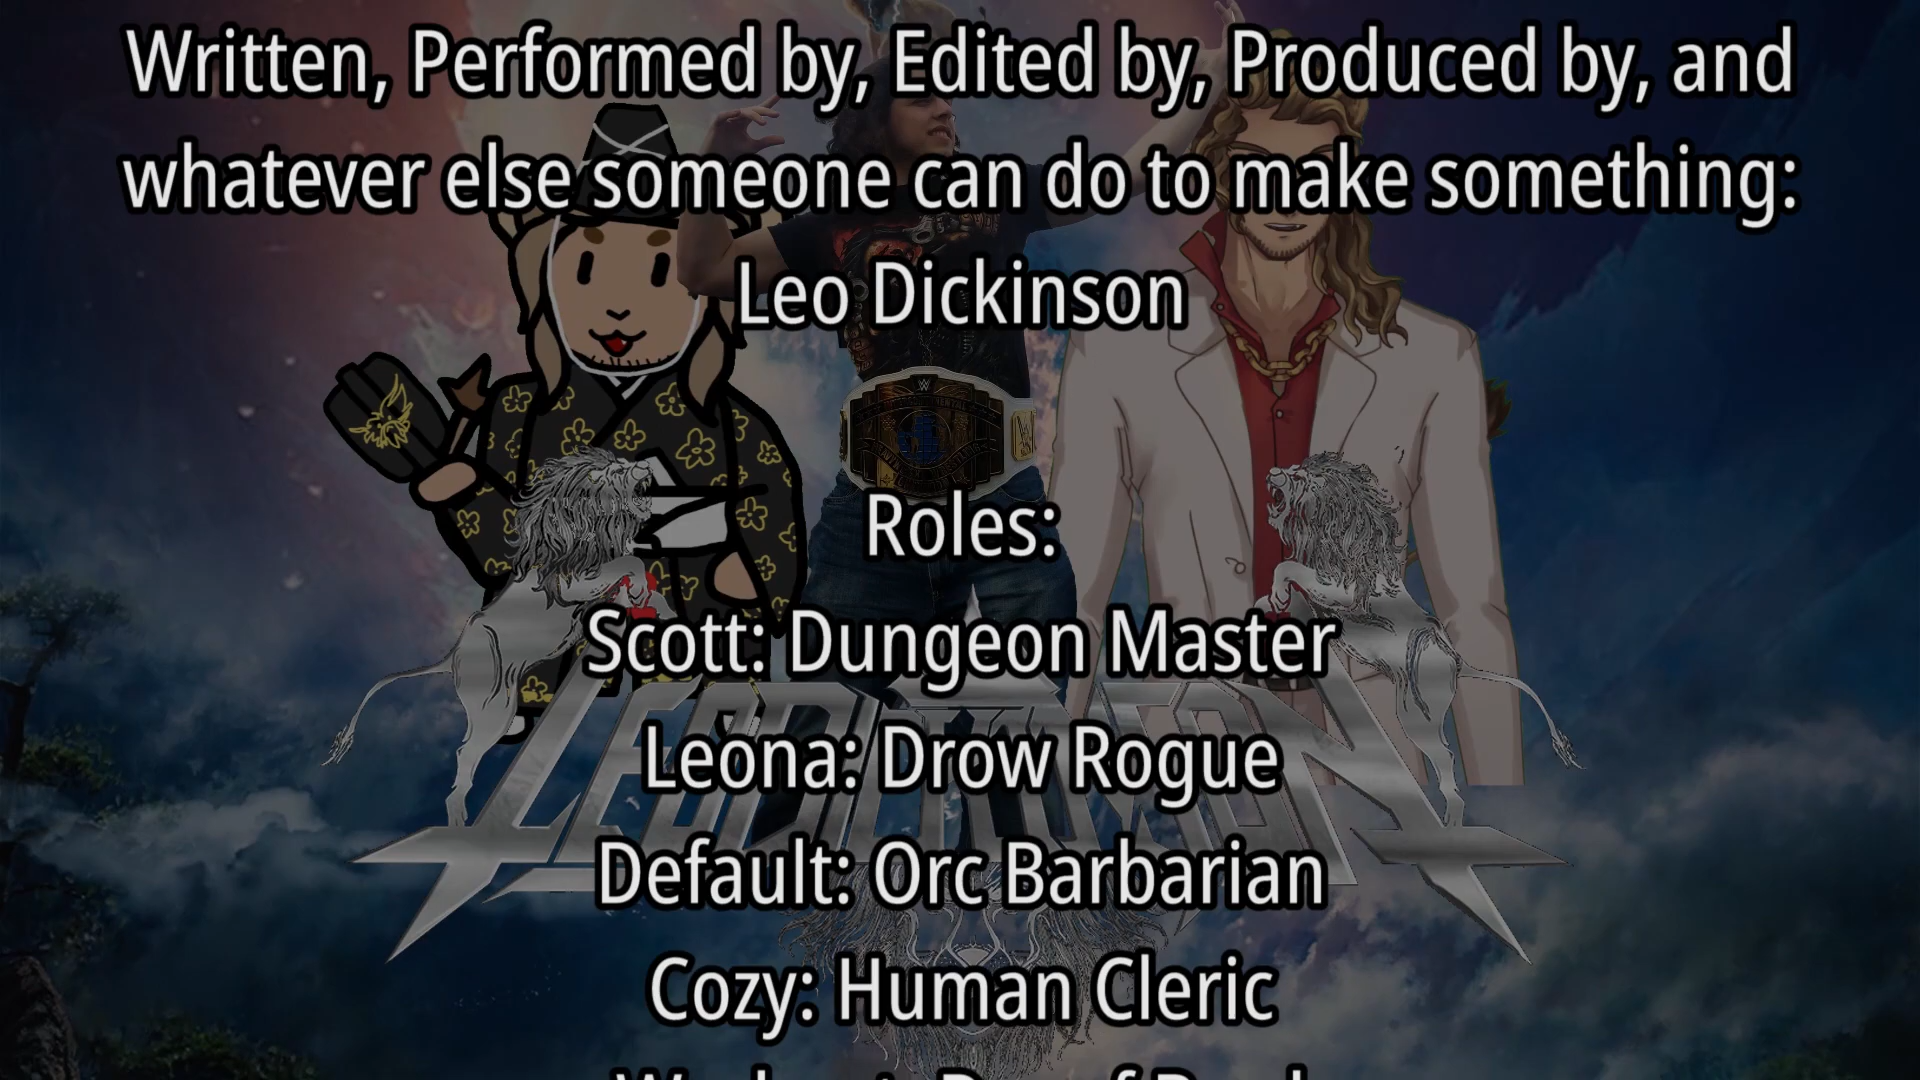 Written, Performed by, Edited by, Produced by, and
whatever else someone can do to make something:
Leo Dickinson
Roles:
Scott: Dungeon Master
Leona: Drow Rogue
Default: Orc Barbarian
Cozy: Human Cleric